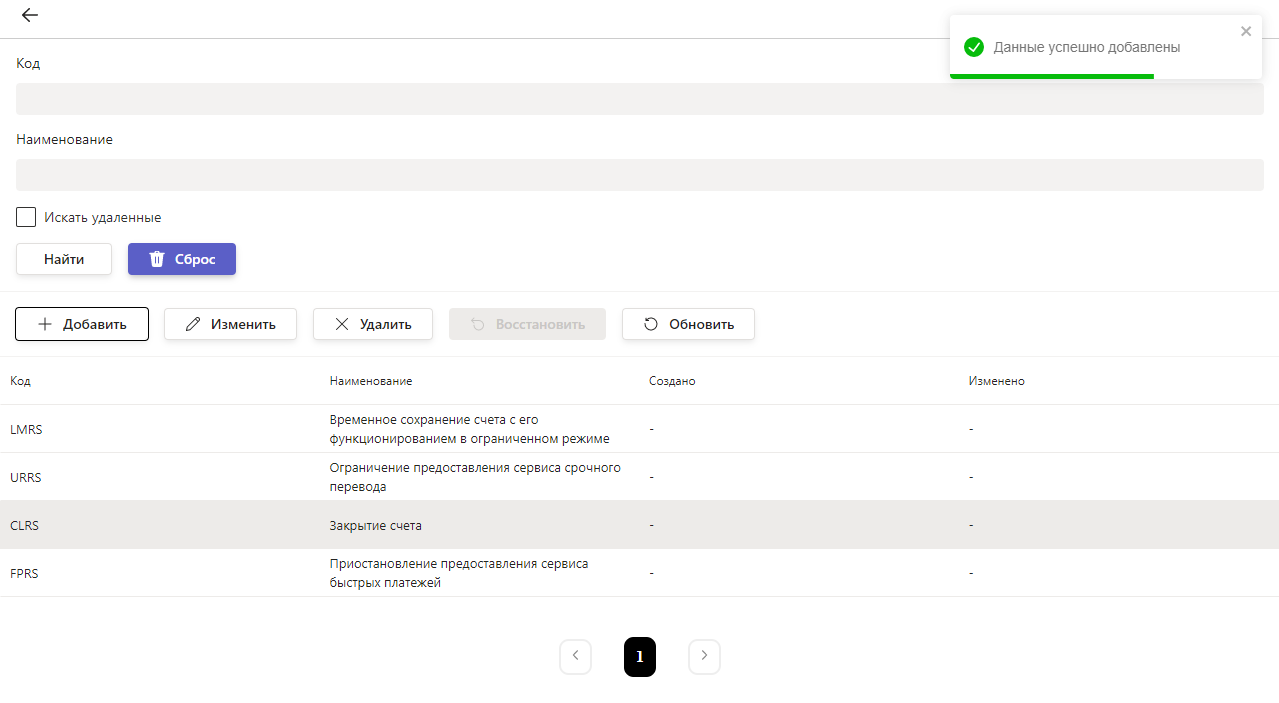 Данные успешно добавлены
Код
Наименование
Искать удаленные
Найти
Сброс
Добавить
Изменить
Удалить
Восстановить
Обновить
Код
Наименование
Создано
Изменено
LMRS
Временное сохранение счета с его
функционированием в ограниченном режиме
-
-
URRS
Ограничение предоставления сервиса срочного
перевода
-
-
CLRS
Закрытие счета
-
-
FPRS
Приостановление предоставления сервиса
быстрых платежей
-
-
1